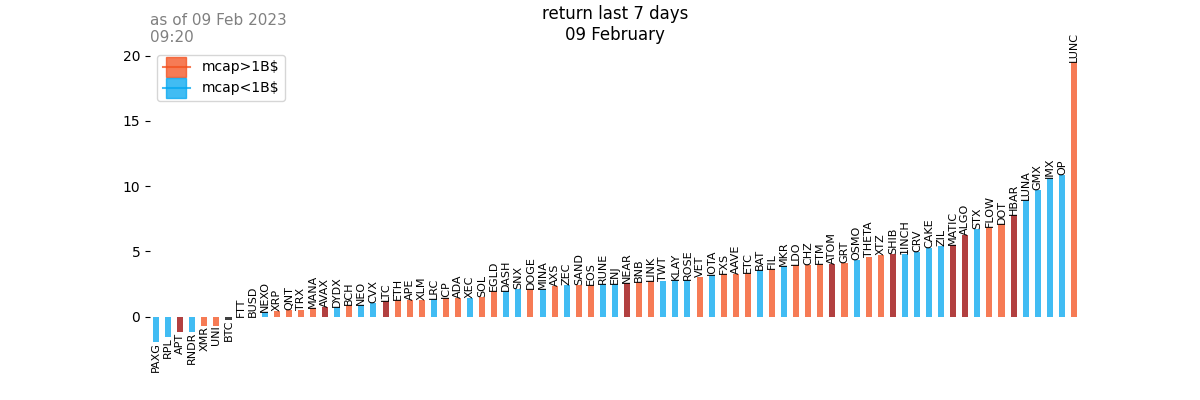 as of 09 Feb 2023
09:20
return last 7 days
09 February
mcap>1B$
mcap<1B$
20
15
10
5
0
PAXG
RPL
APT
RNDR
XMR
UNI
BTC
FTT
BUSD
NEXO
XRP
QNT
TRX
MANA
AVAX
DYDX
BCH
NEO
CVX
LTC
ETH
APE
XLM
LRC
ICP
ADA
XEC
SOL
EGLD
DASH
SNX
DOGE
MINA
AXS
ZEC
SAND
EOS
RUNE
ENJ
NEAR
BNB
LINK
TWT
KLAY
ROSE
VET
IOTA
FXS
AAVE
ETC
BAT
FIL
MKR
LDO
CHZ
FTM
ATOM
GRT
OSMO
THETA
XTZ
SHIB
1INCH
CRV
CAKE
ZIL
MATIC
ALGO
STX
FLOW
DOT
HBAR
LUNA
GMX
IMX
OP
LUNC